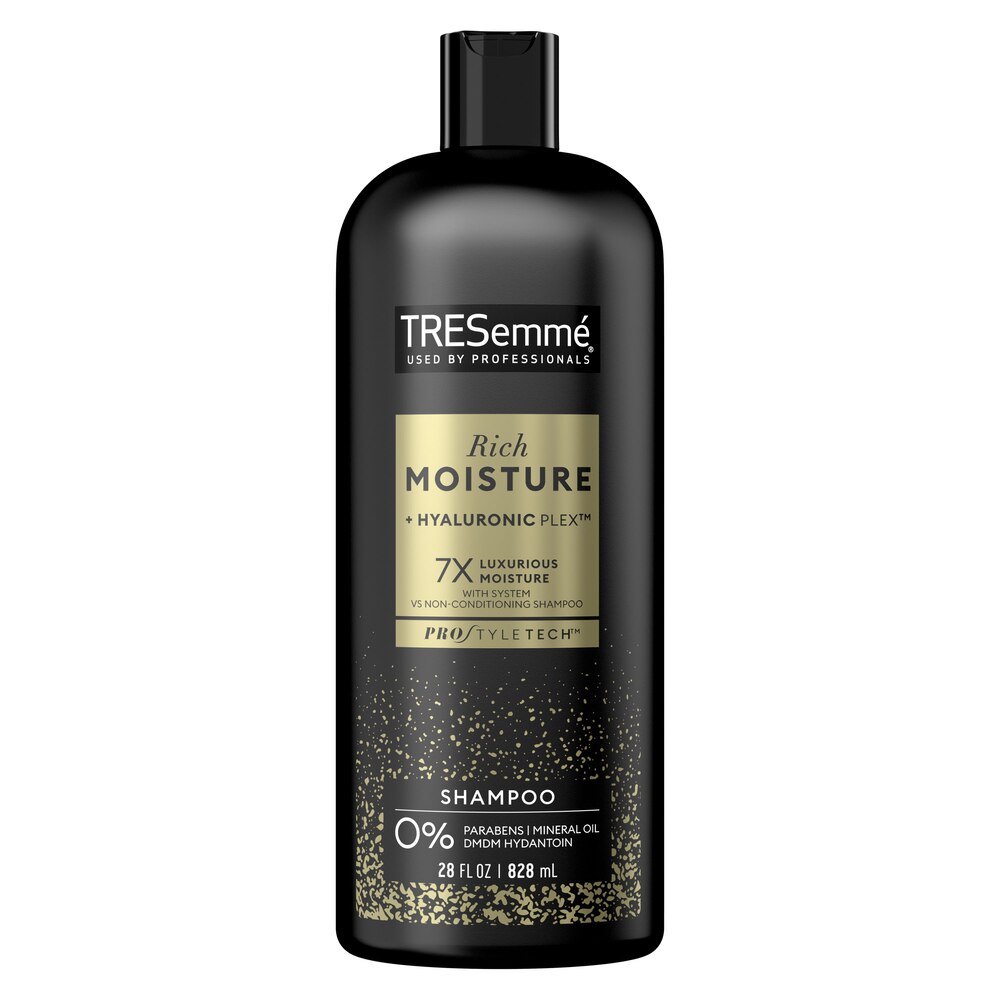 TRESemmé®
USED BY PROFESSIONALS
Rich
MOISTURE
+ HYALURONIC PLEX™
7X LUXURIOUS
MOISTURE
WITH SYSTEM
VS NON-CONDITIONING SHAMPOO
PROSTYLETECH™
SHAMPOO
0% PARABENS | MINERAL OIL
DMDM HYDANTOIN
28 FL OZ | 828 mL